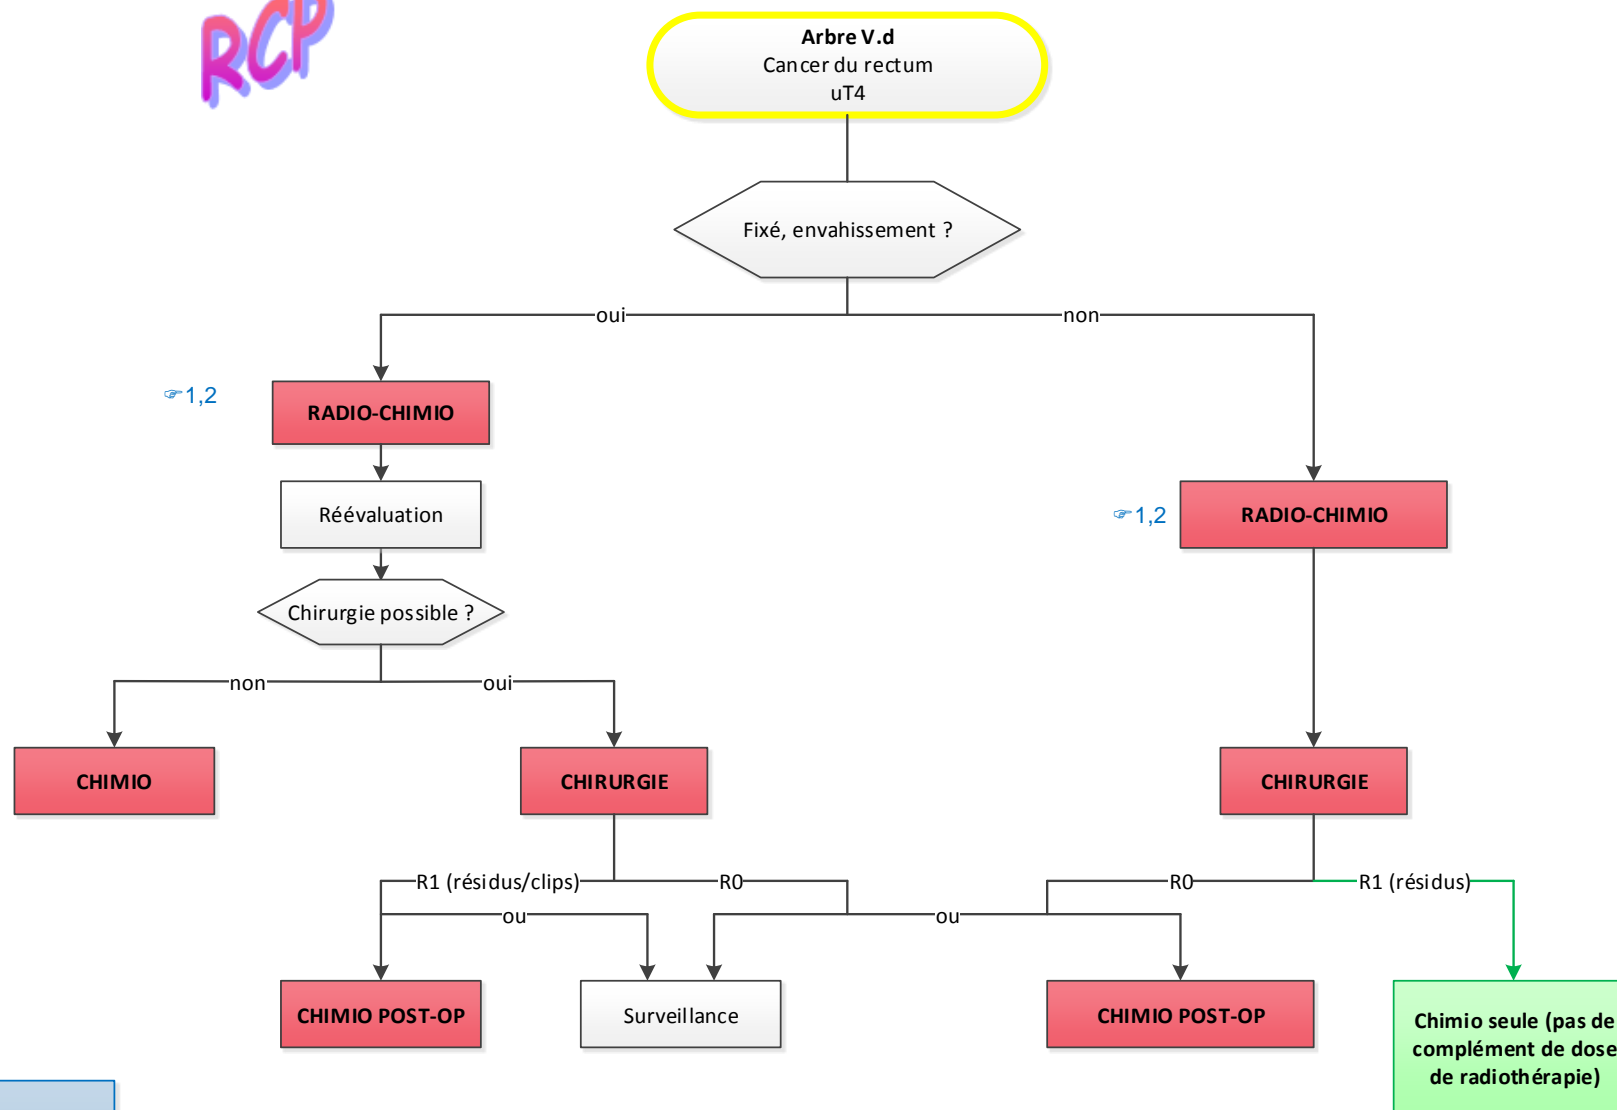 RCP
Arbre V.d
Cancer du rectum
uT4
Fixé, envahissement ?
oui
non
☞1,2
RADIO-CHIMIO
Réévaluation
☞1,2
RADIO-CHIMIO
Chirurgie possible ?
non
oui
CHIMIO
CHIRURGIE
CHIRURGIE
R1 (résidus/clips)
R0
R0
R1 (résidus)
ou
ou
CHIMIO POST-OP
Surveillance
CHIMIO POST-OP
Chimio seule (pas de
complément de dose
de radiothérapie)